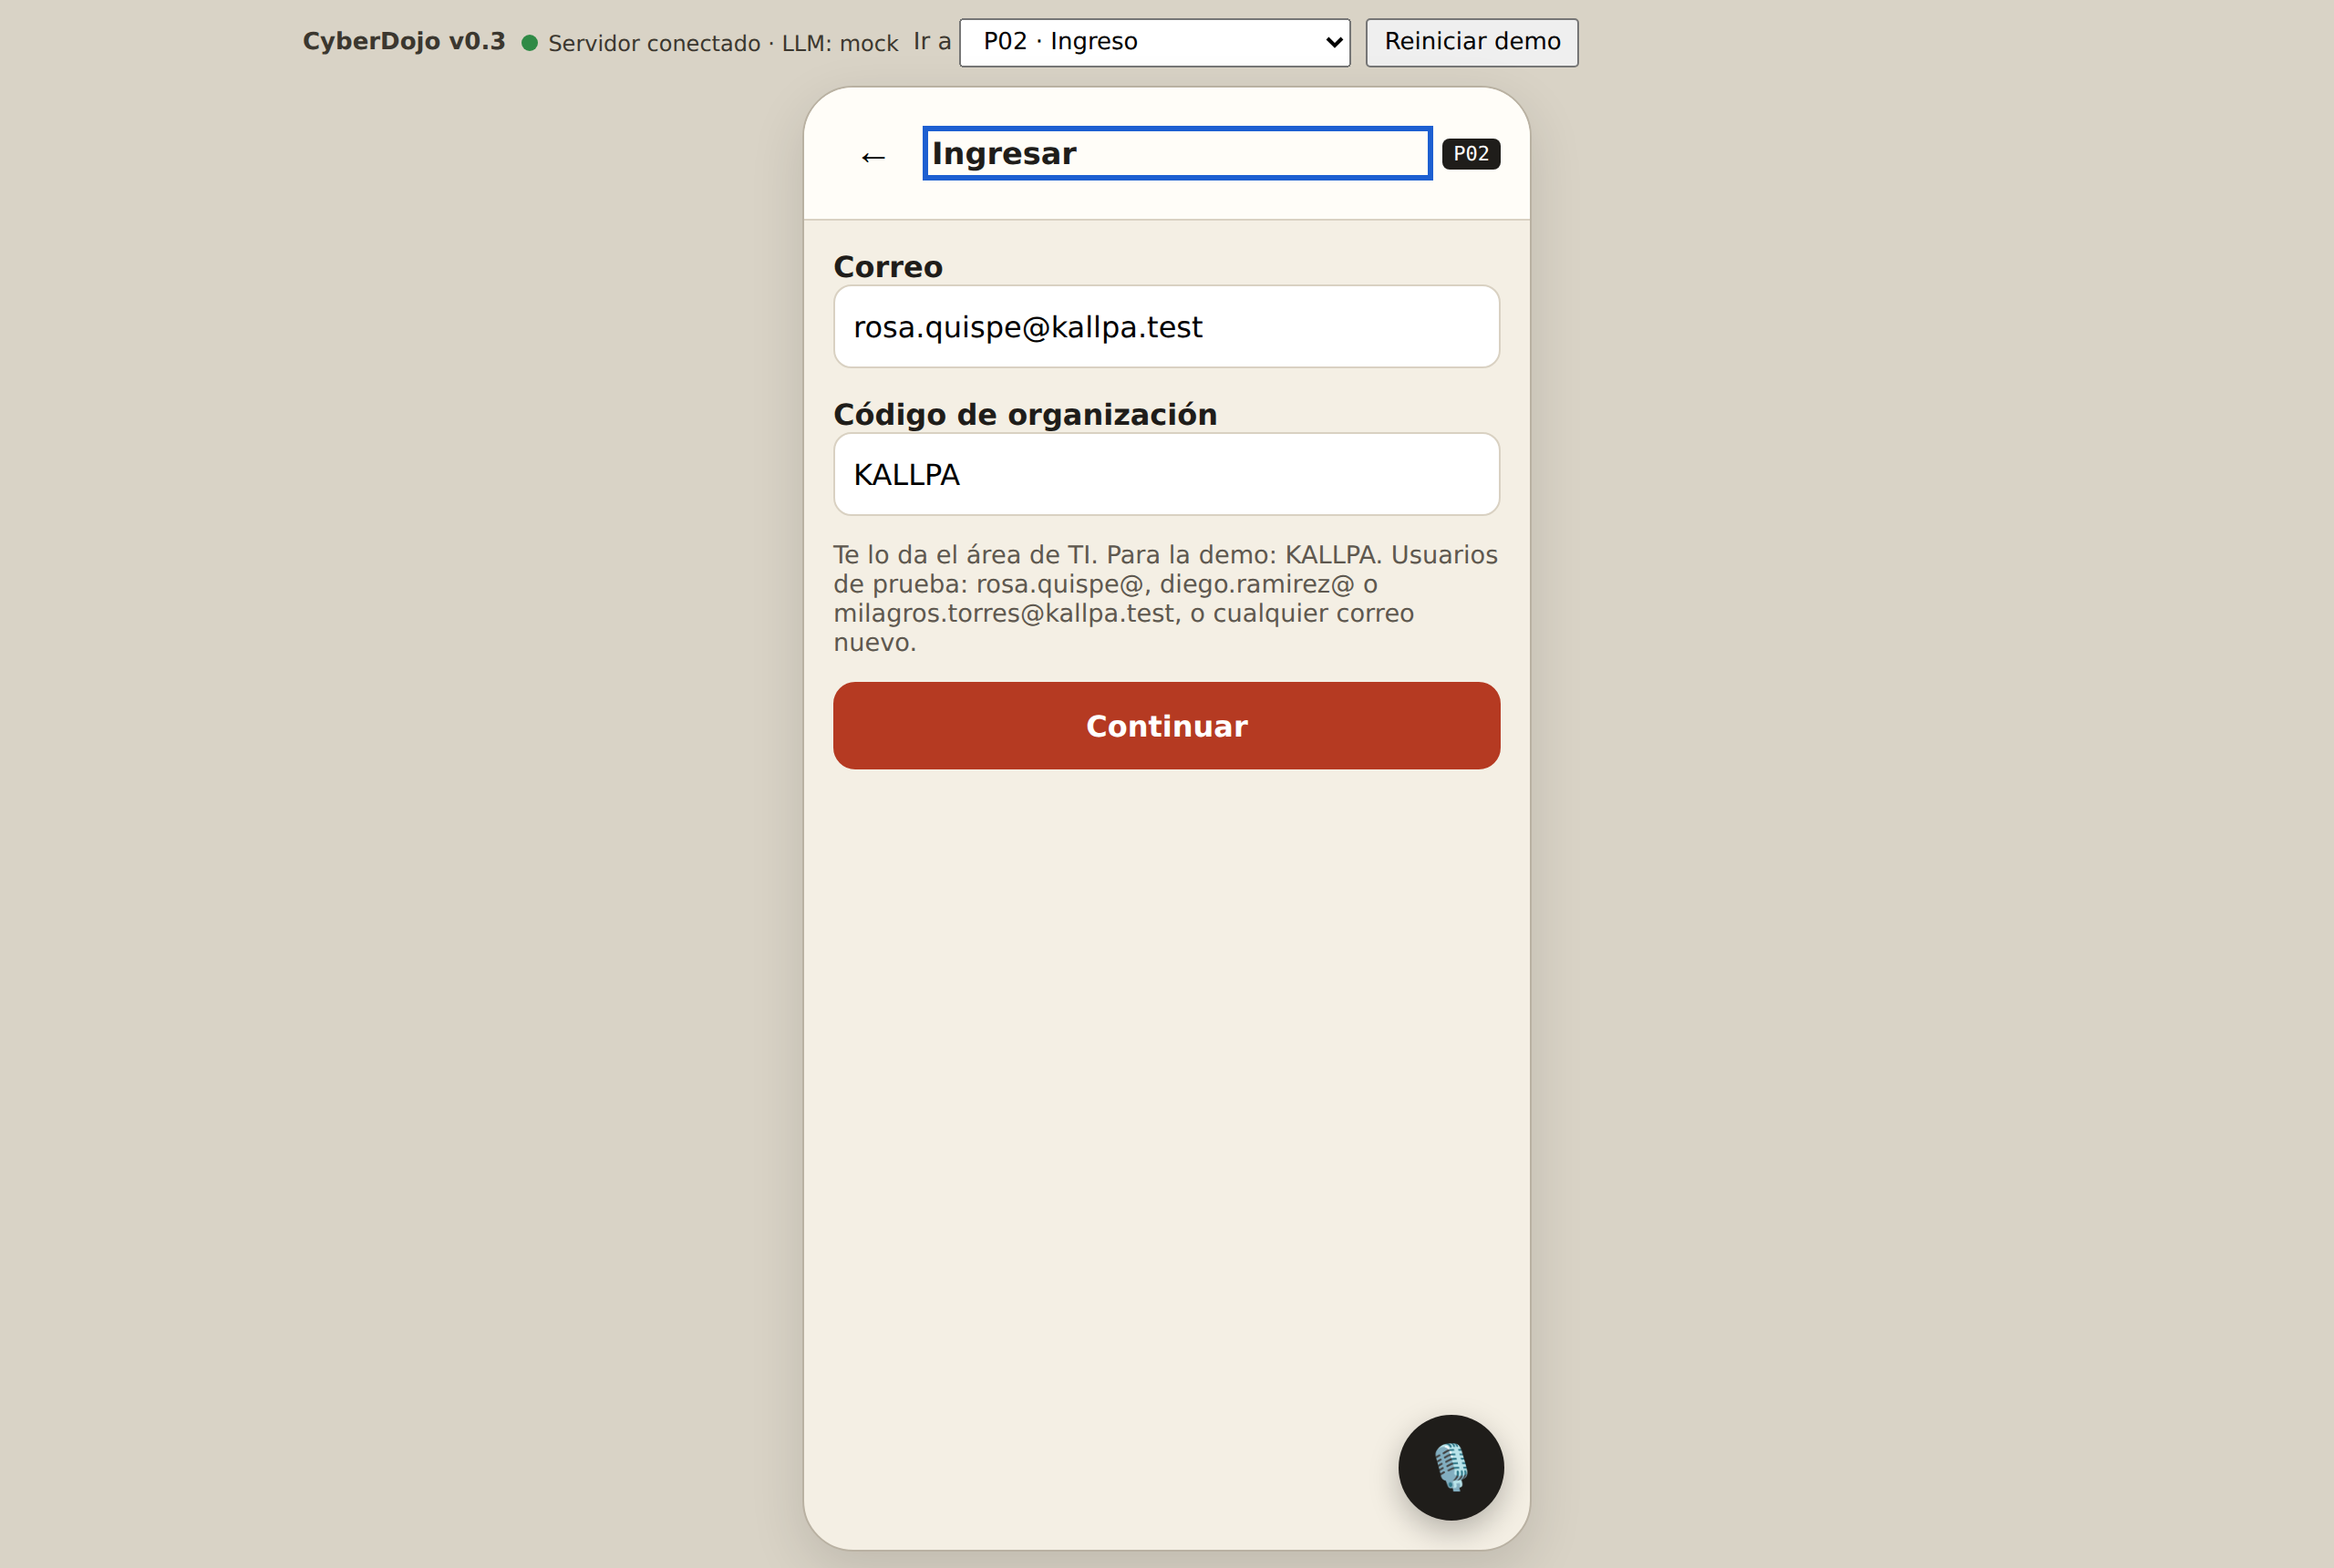 CyberDojo v0.3 Servidor conectado · LLM: mock Ir a P02 · Ingreso Reiniciar demo
← Ingresar P02
Correo
rosa.quispe@kallpa.test
Código de organización
KALLPA
Te lo da el área de TI. Para la demo: KALLPA. Usuarios
de prueba: rosa.quispe@, diego.ramirez@ o
milagros.torres@kallpa.test, o cualquier correo
nuevo.
Continuar